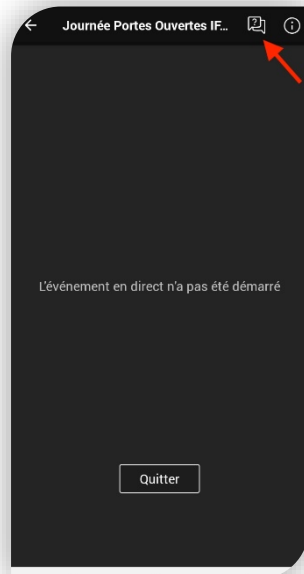 Journée Portes Ouvertes IF...
L'événement en direct n'a pas été démarré
Quitter